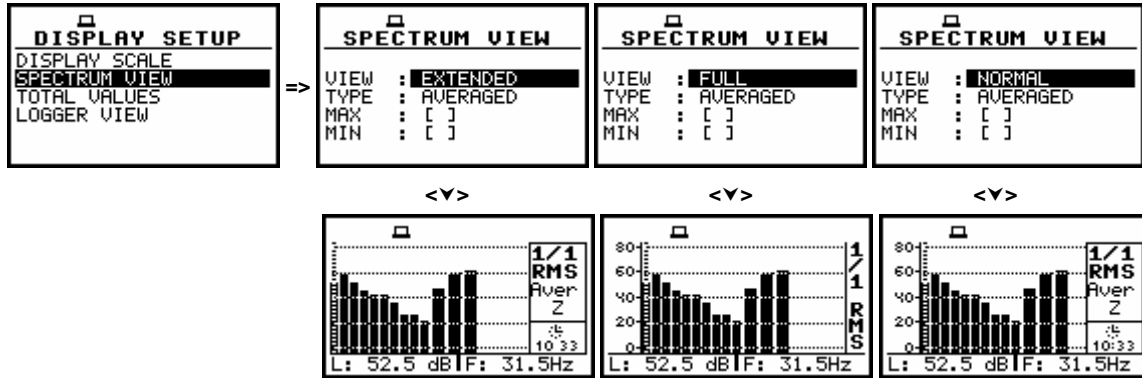 DISPLAY SETUP
DISPLAY SCALE
SPECTRUM VIEW
TOTAL VALUES
LOGGER VIEW
=>
SPECTRUM VIEW
VIEW : EXTENDED
TYPE : AVERAGED
MAX : [ ]
MIN : [ ]
SPECTRUM VIEW
VIEW : FULL
TYPE : AVERAGED
MAX : [ ]
MIN : [ ]
SPECTRUM VIEW
VIEW : NORMAL
TYPE : AVERAGED
MAX : [ ]
MIN : [ ]
<▼>
<▼>
<▼>
1/1
RMS
Aver
Z
10:33
L: 52.5 dB F: 31.5Hz
80
60
40
20
0
1/1 RMS
L: 52.5 dB F: 31.5Hz
80
60
40
20
0
1/1
RMS
Aver
Z
10:33
L: 52.5 dB F: 31.5Hz